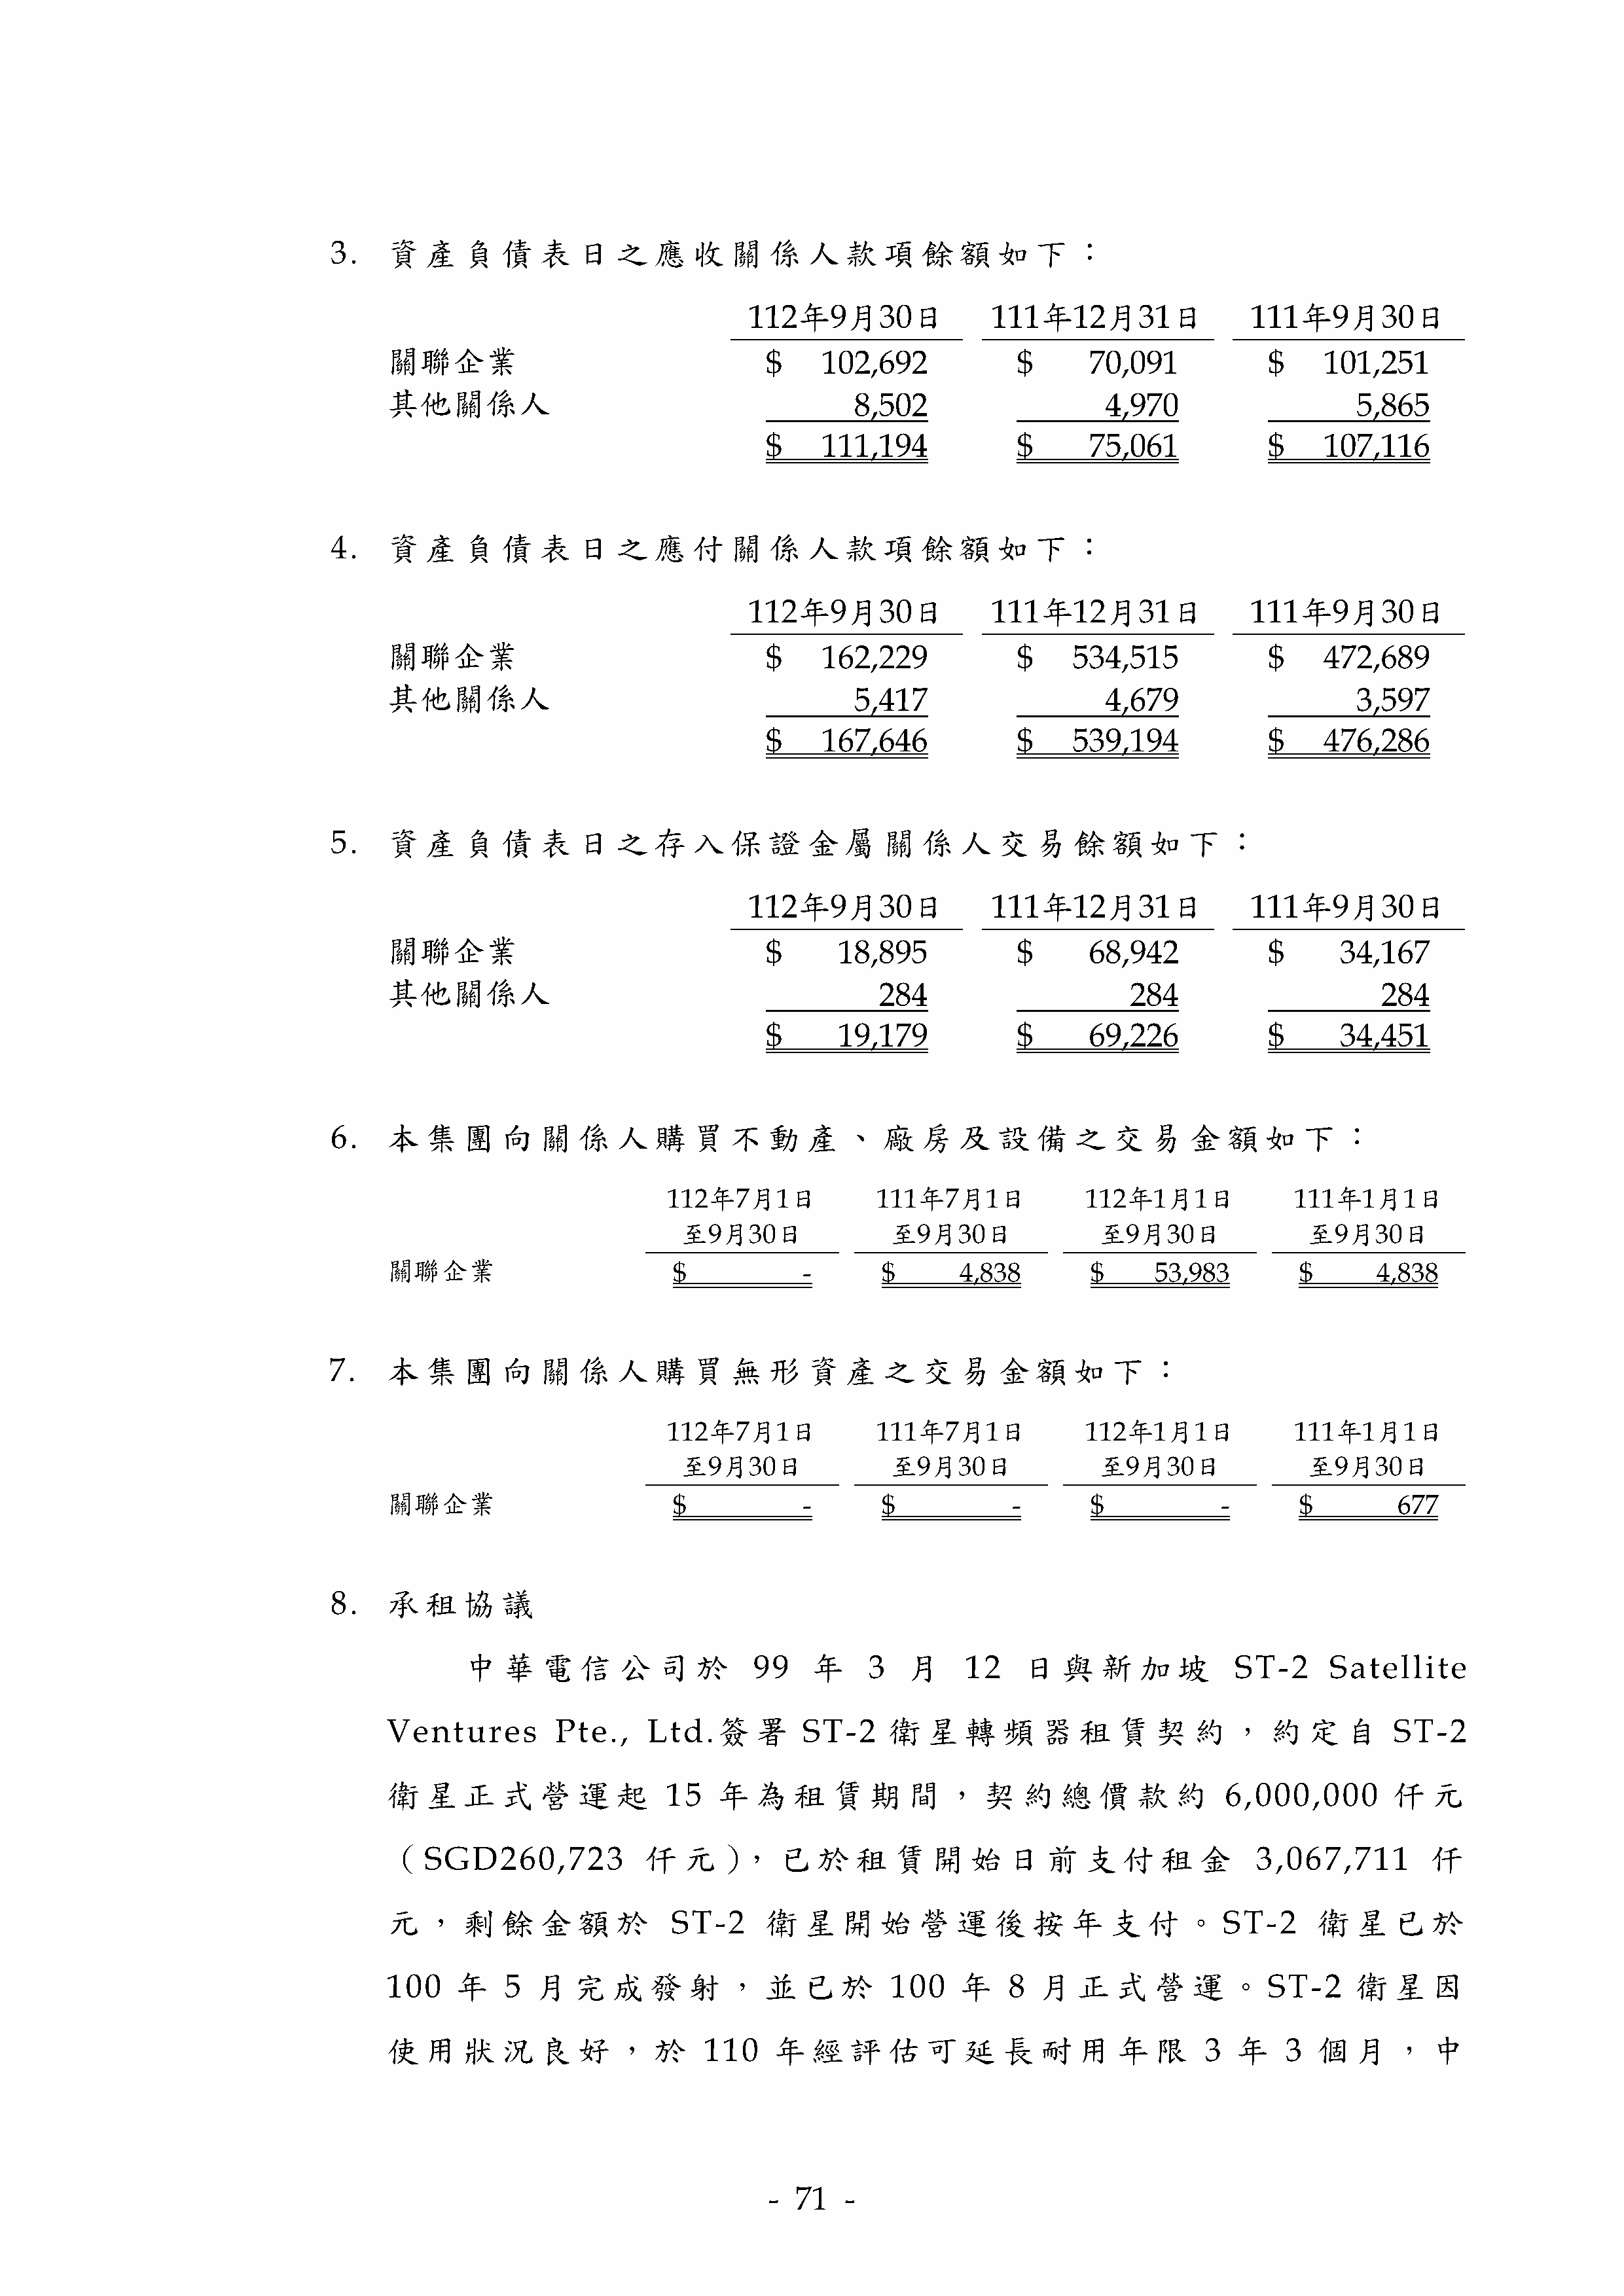 3. 資產負債表日之應收關係人款項餘額如下：
112年9月30日 111年12月31日 111年9月30日
關聯企業 $ 102,692 $ 70,091 $ 101,251
其他關係人 8,502 4,970 5,865
$ 111,194 $ 75,061 $ 107,116
4. 資產負債表日之應付關係人款項餘額如下：
112年9月30日 111年12月31日 111年9月30日
關聯企業 $ 162,229 $ 534,515 $ 472,689
其他關係人 5,417 4,679 3,597
$ 167,646 $ 539,194 $ 476,286
5. 資產負債表日之存入保證金屬關係人交易餘額如下：
112年9月30日 111年12月31日 111年9月30日
關聯企業 $ 18,895 $ 68,942 $ 34,167
其他關係人 284 284 284
$ 19,179 $ 69,226 $ 34,451
6. 本集團向關係人購買不動產、廠房及設備之交易金額如下：
112年7月1日 111年7月1日 112年1月1日 111年1月1日
至9月30日 至9月30日 至9月30日 至9月30日
關聯企業 $ - $ 4,838 $ 53,983 $ 4,838
7. 本集團向關係人購買無形資產之交易金額如下：
112年7月1日 111年7月1日 112年1月1日 111年1月1日
至9月30日 至9月30日 至9月30日 至9月30日
關聯企業 $ - $ - $ - $ 677
8. 承租協議
中華電信公司於 99 年 3 月 12 日與新加坡 ST-2 Satellite
Ventures Pte., Ltd.簽署 ST-2 衛星轉頻器租賃契約，約定自 ST-2
衛星正式營運起 15 年為租賃期間，契約總價款約 6,000,000 仟元
（SGD260,723 仟元），已於租賃開始日前支付租金 3,067,711 仟
元，剩餘金額於 ST-2 衛星開始營運後按年支付。ST-2 衛星已於
100 年 5 月完成發射，並已於 100 年 8 月正式營運。ST-2 衛星因
使用狀況良好，於 110 年經評估可延長耐用年限 3 年 3 個月，中
- 71 -